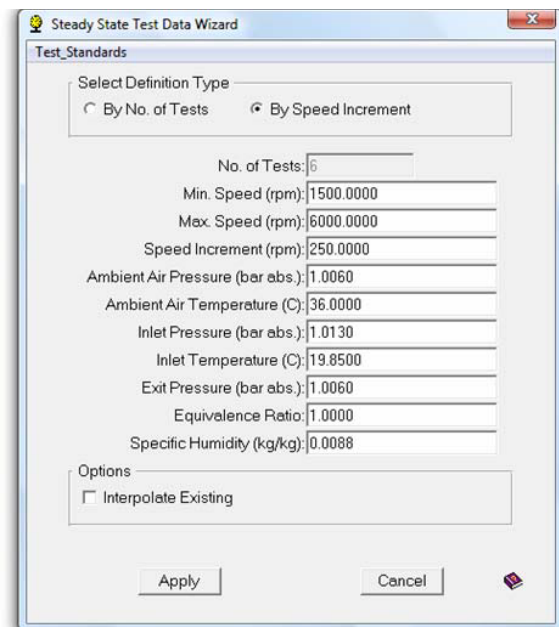 Steady State Test Data Wizard
Test_Standards
Select Definition Type
By No. of Tests By Speed Increment
No. of Tests: 6
Min. Speed (rpm): 1500.0000
Max. Speed (rpm): 6000.0000
Speed Increment (rpm): 250.0000
Ambient Air Pressure (bar abs.): 1.0060
Ambient Air Temperature (C): 36.0000
Inlet Pressure (bar abs.): 1.0130
Inlet Temperature (C): 19.8500
Exit Pressure (bar abs.): 1.0060
Equivalence Ratio: 1.0000
Specific Humidity (kg/kg): 0.0088
Options
Interpolate Existing
Apply Cancel